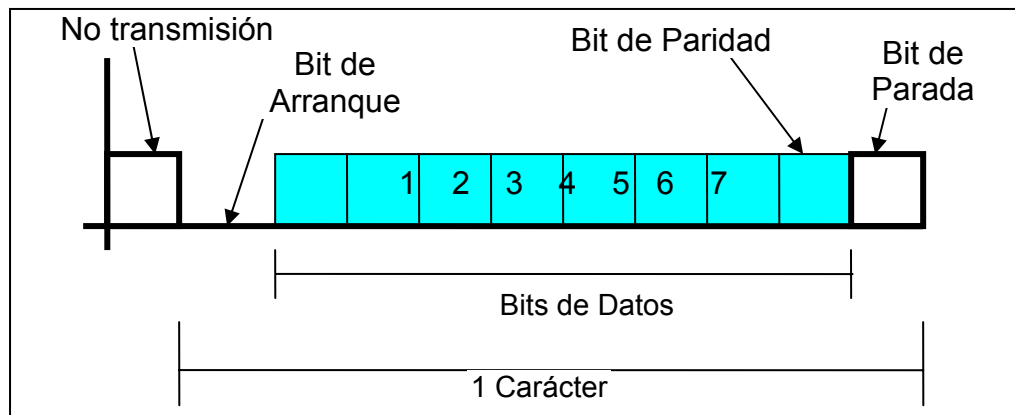 No transmisión
Bit de
Arranque
Bit de Paridad
Bit de
Parada
1 2 3 4 5 6 7
Bits de Datos
1 Carácter